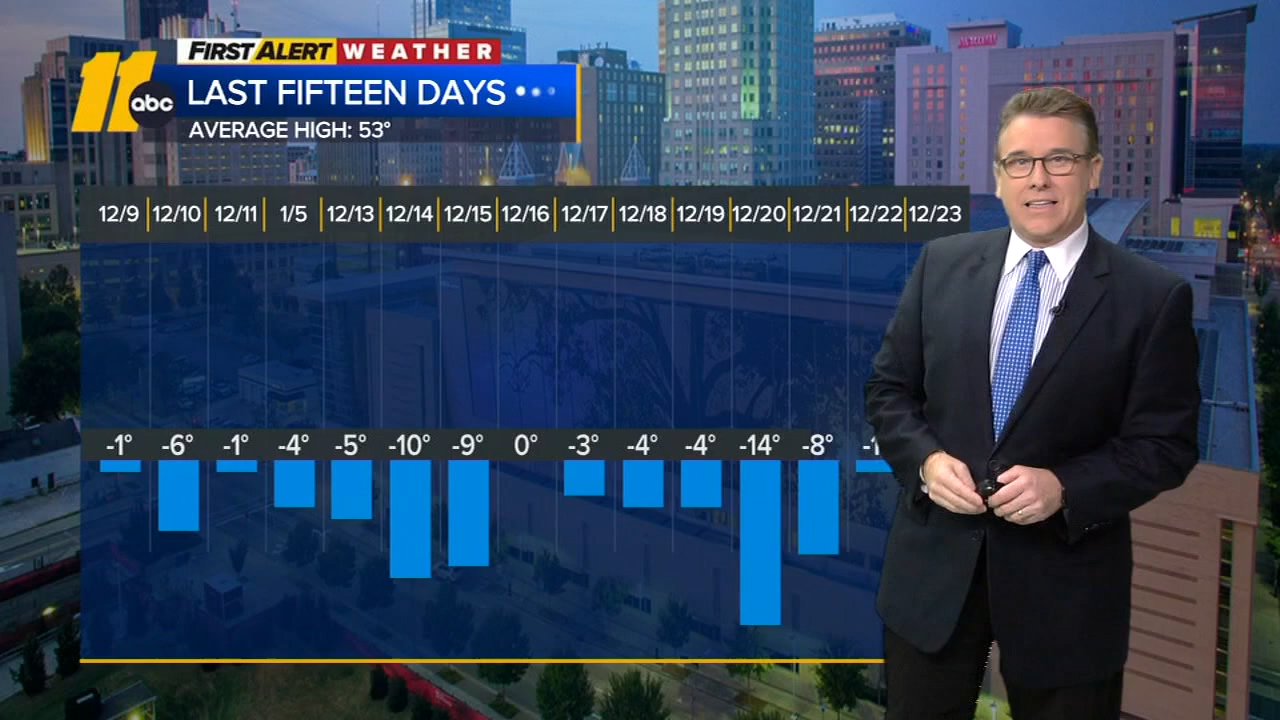 11 abc
FIRST ALERT WEATHER
LAST FIFTEEN DAYS
AVERAGE HIGH: 53°
12/9 12/10 12/11 1/5 12/13 12/14 12/15 12/16 12/17 12/18 12/19 12/20 12/21 12/22 12/23
-1° -6° -1° -4° -5° -10° -9° 0° -3° -4° -4° -14° -8° -1
Marriott